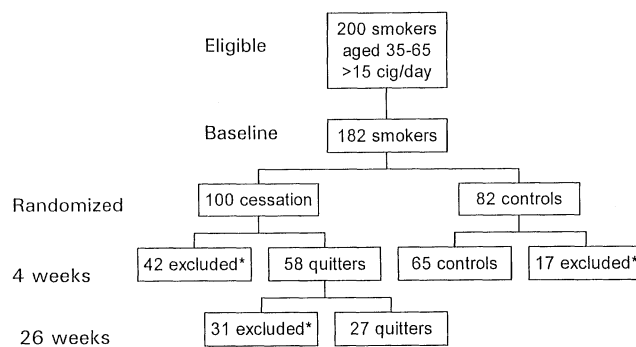 Eligible
200 smokers
aged 35-65
>15 cig/day
Baseline
182 smokers
Randomized
100 cessation
82 controls
4 weeks
42 excluded*
58 quitters
65 controls
17 excluded*
26 weeks
31 excluded*
27 quitters